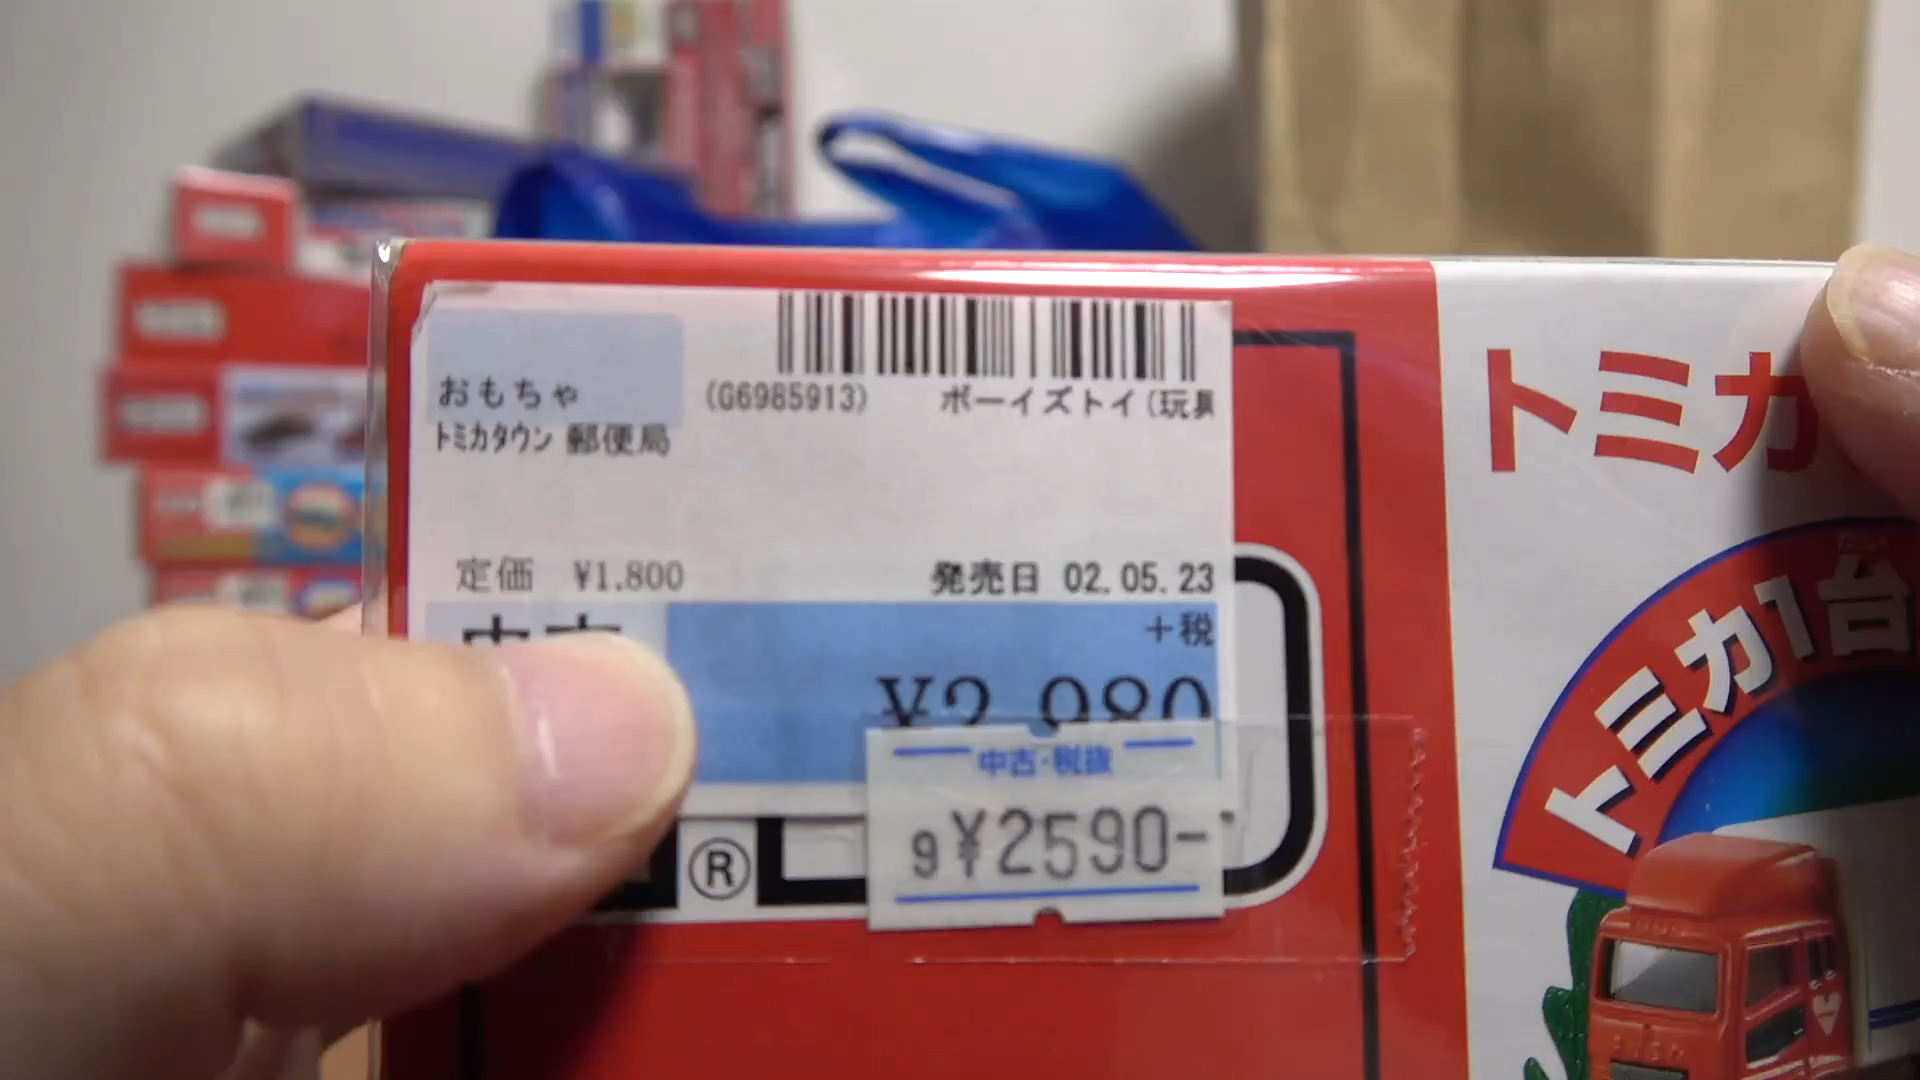 おもちゃ
(G6985913)
ボーイズトイ(玩具
トミカタウン 郵便局
定価 ¥1.800
発売日 02.05.23
+税
¥2,980
中古・税抜
9¥2590-
®
トミカ
トミカ1台